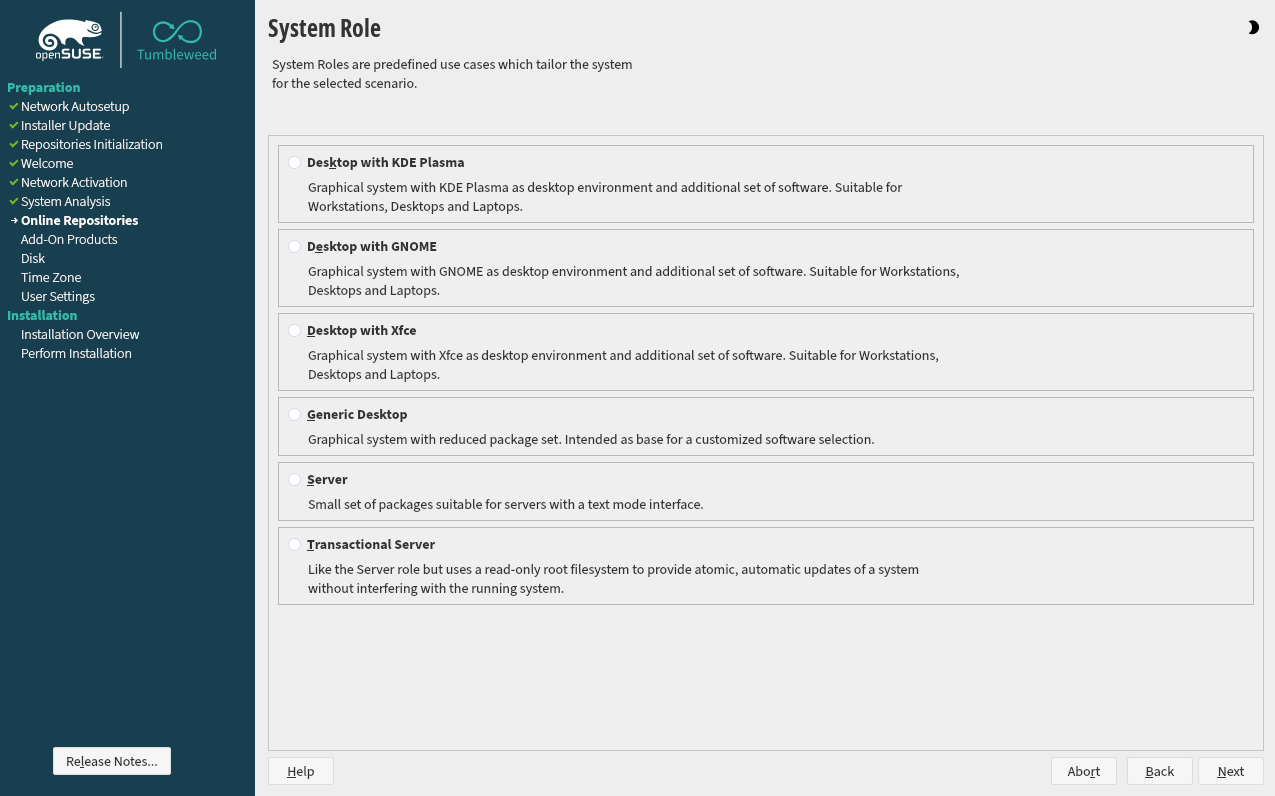 openSUSE
Tumbleweed
Preparation
Network Autosetup
Installer Update
Repositories Initialization
Welcome
Network Activation
System Analysis
Online Repositories
Add-On Products
Disk
Time Zone
User Settings
Installation
Installation Overview
Perform Installation
Release Notes...
System Role
System Roles are predefined use cases which tailor the system
for the selected scenario.
Desktop with KDE Plasma
Graphical system with KDE Plasma as desktop environment and additional set of software. Suitable for
Workstations, Desktops and Laptops.
Desktop with GNOME
Graphical system with GNOME as desktop environment and additional set of software. Suitable for Workstations,
Desktops and Laptops.
Desktop with Xfce
Graphical system with Xfce as desktop environment and additional set of software. Suitable for Workstations,
Desktops and Laptops.
Generic Desktop
Graphical system with reduced package set. Intended as base for a customized software selection.
Server
Small set of packages suitable for servers with a text mode interface.
Transactional Server
Like the Server role but uses a read-only root filesystem to provide atomic, automatic updates of a system
without interfering with the running system.
Help
Abort
Back
Next